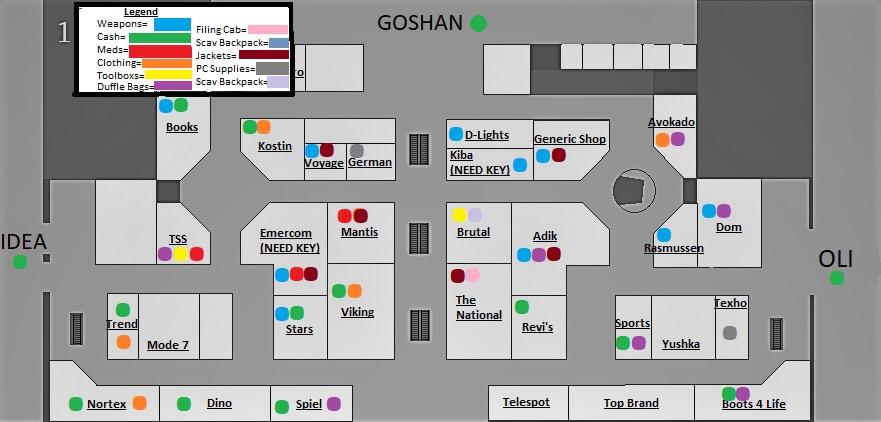 1
Legend
Weapons=
Cash=
Meds=
Clothing=
Toolboxs=
Duffle Bags=
Filing Cab=
Scav Backpack=
Jackets=
PC Supplies=
Scav Backpack=
GOSHAN
Books
Kostin
Voyage
German
D-Lights
Kiba
(NEED KEY)
Generic Shop
Avokado
IDEA
TSS
Emercom
(NEED KEY)
Mantis
Brutal
Adik
Rasmussen
Dom
OLI
Trend
Mode 7
Stars
Viking
The
National
Revi's
Sports
Yushka
Texho
Nortex
Dino
Spiel
Telespot
Top Brand
Boots 4 Life